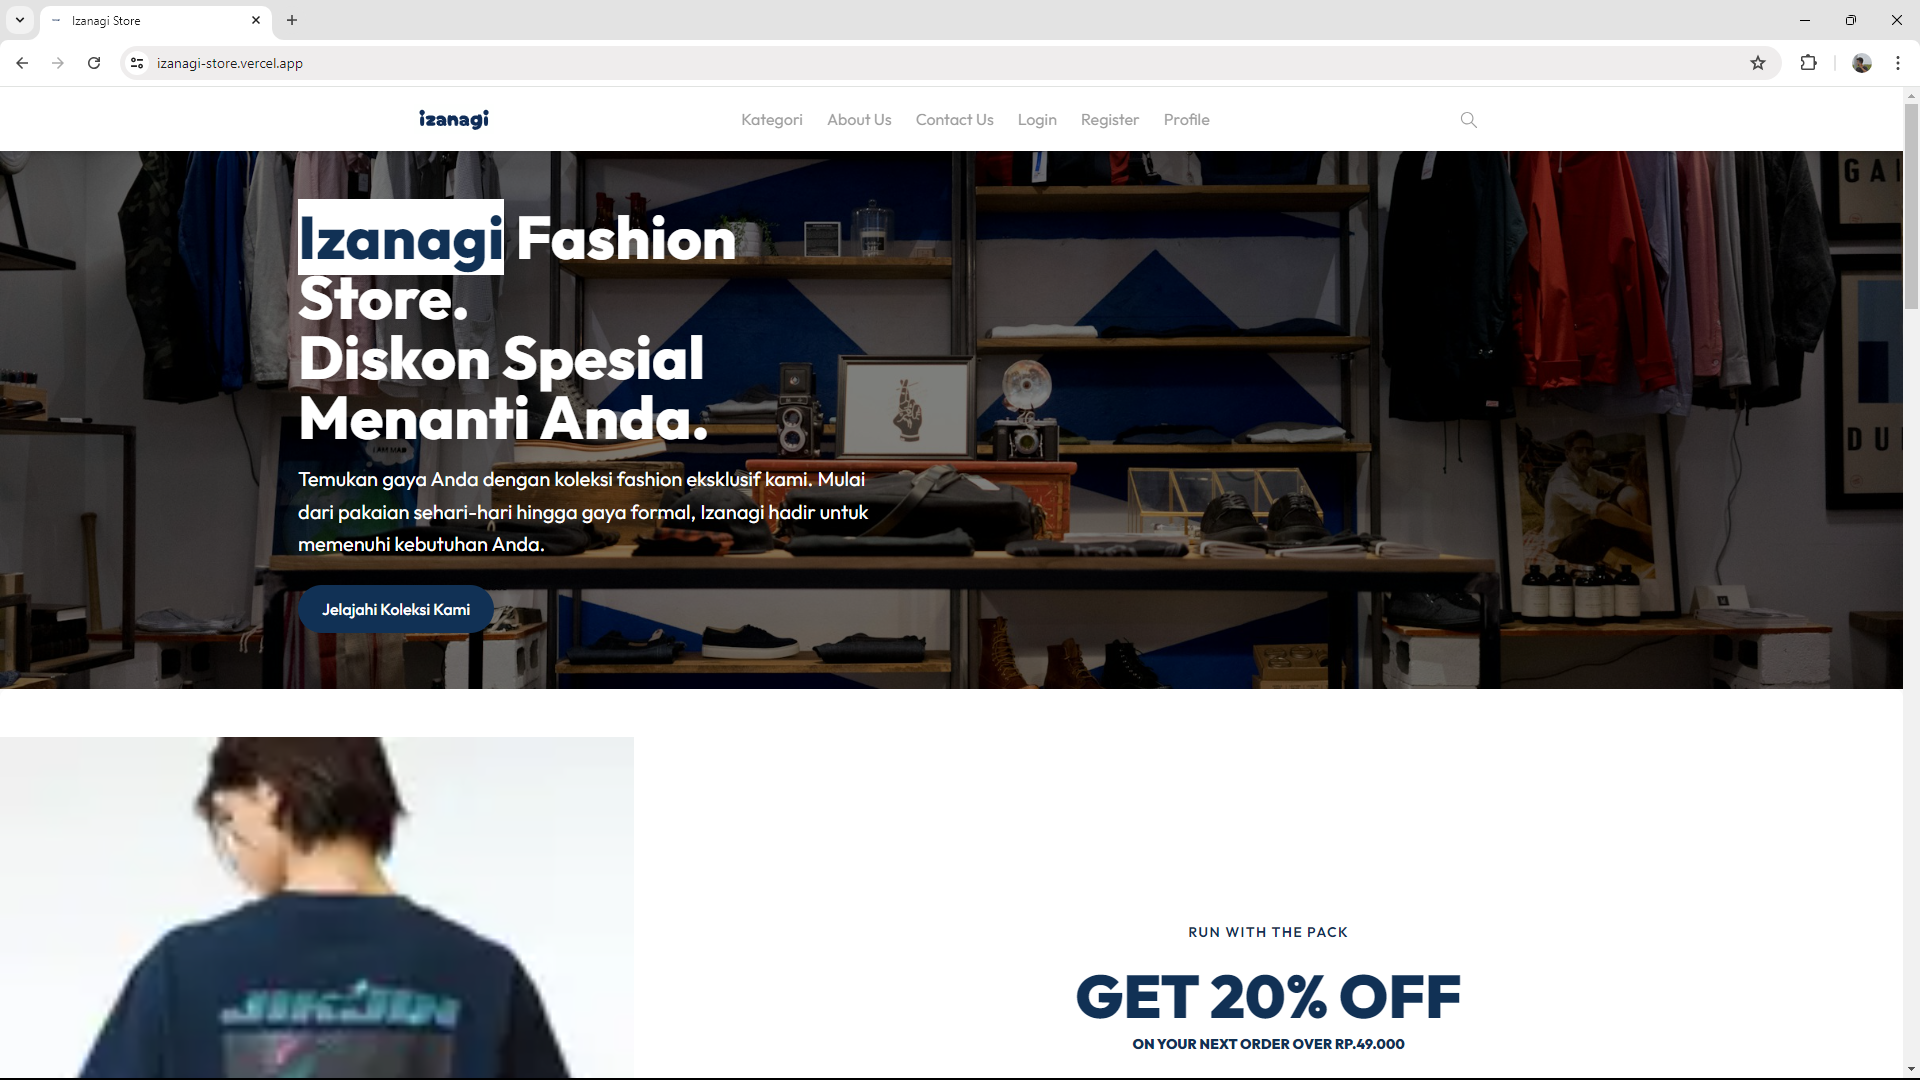 Izanagi Store
izanagi-store.vercel.app
izanagi
Kategori
About Us
Contact Us
Login
Register
Profile
Izanagi Fashion
Store.
Diskon Spesial
Menanti Anda.
Temukan gaya Anda dengan koleksi fashion eksklusif kami. Mulai
dari pakaian sehari-hari hingga gaya formal, Izanagi hadir untuk
memenuhi kebutuhan Anda.
Jelajahi Koleksi Kami
RUN WITH THE PACK
GET 20% OFF
ON YOUR NEXT ORDER OVER RP.49.000